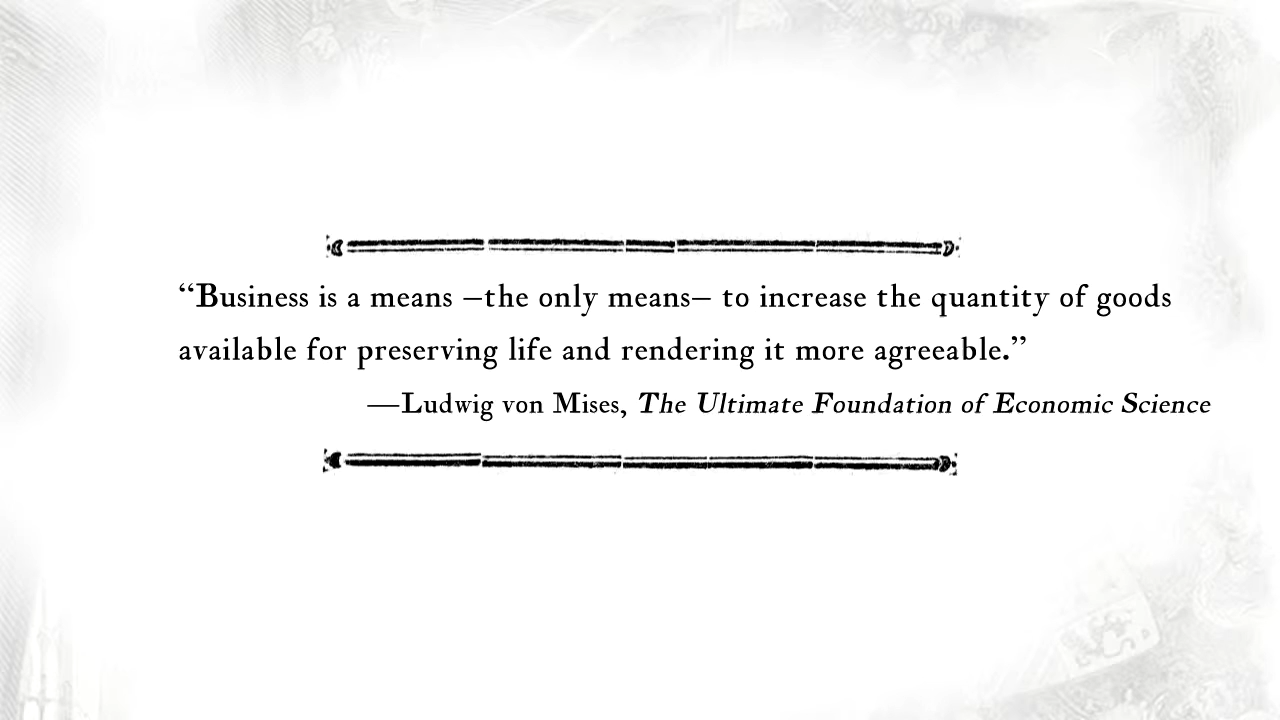 “Business is a means —the only means— to increase the quantity of goods
available for preserving life and rendering it more agreeable.”
—Ludwig von Mises, The Ultimate Foundation of Economic Science